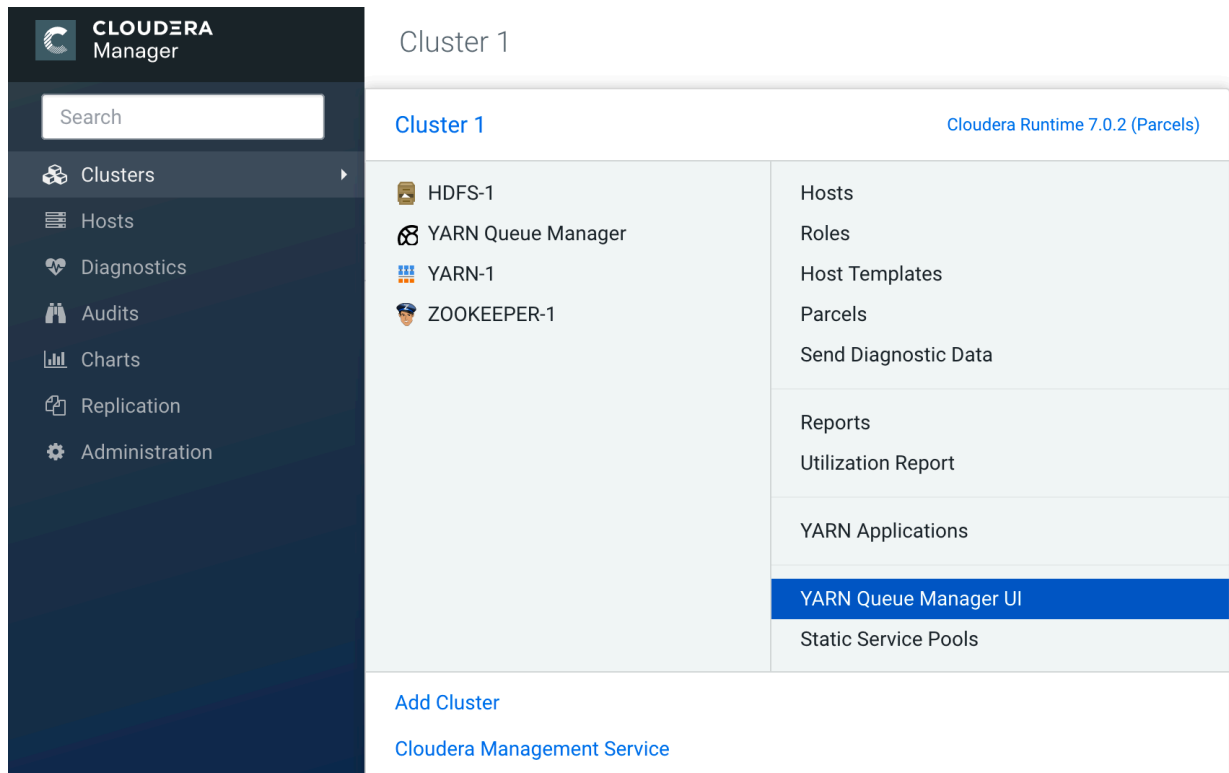 CLOUDERA
Manager
Search
Clusters
Hosts
Diagnostics
Audits
Charts
Replication
Administration
Cluster 1
Cluster 1
Cloudera Runtime 7.0.2 (Parcels)
HDFS-1
YARN Queue Manager
YARN-1
ZOOKEEPER-1
Hosts
Roles
Host Templates
Parcels
Send Diagnostic Data
Reports
Utilization Report
YARN Applications
YARN Queue Manager UI
Static Service Pools
Add Cluster
Cloudera Management Service